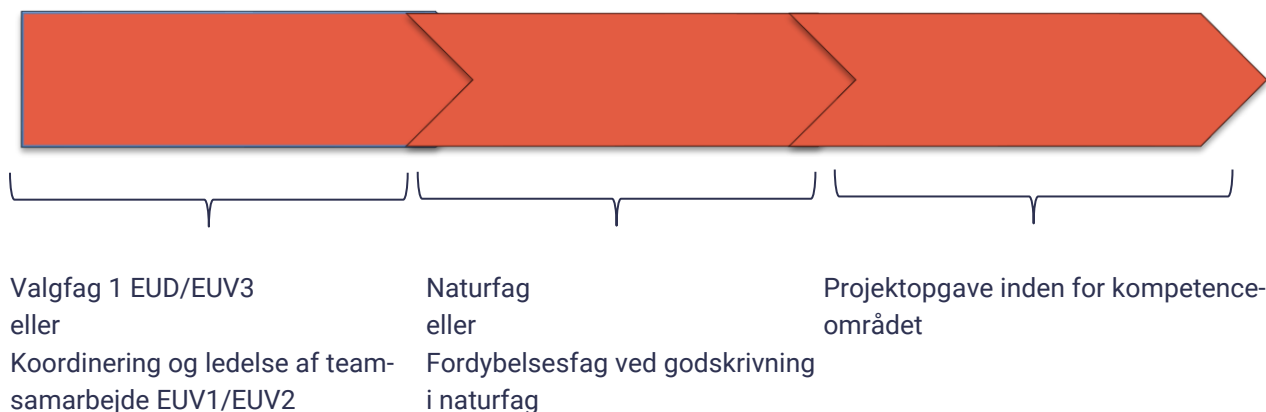 Valgfag 1 EUD/EUV3
eller
Koordinering og ledelse af team-
samarbejde EUV1/EUV2
Naturfag
eller
Fordybelsesfag ved godskrivning
i naturfag
Projektopgave inden for kompetence-
området